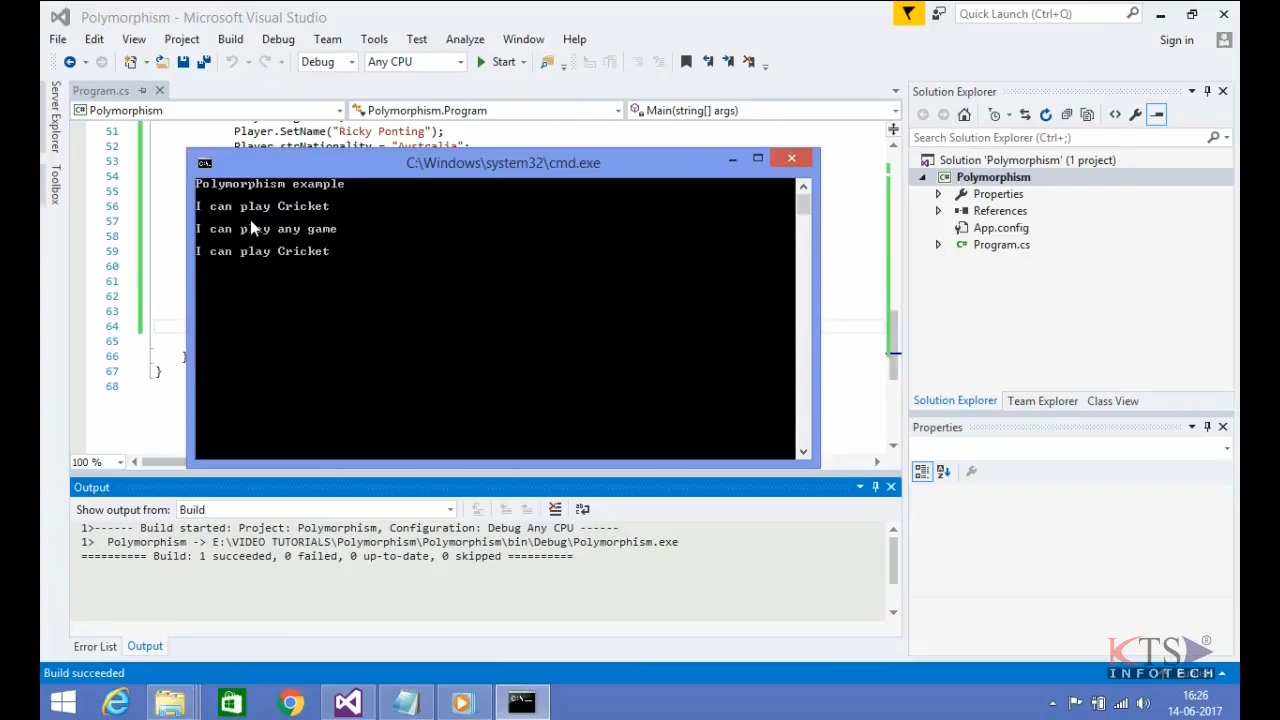 Polymorphism - Microsoft Visual Studio
Quick Launch (Ctrl+Q)
File Edit View Project Build Debug Team Tools Test Analyze Window Help
Sign in
Debug Any CPU Start
Server Explorer
Toolbox
Program.cs
Polymorphism Polymorphism.Program Main(string[] args)
51 Player.SetName("Ricky Ponting");
52 Player.strNationality = "Australia";
53
54
55
56
57
58
59
60
61
62
63
64
65
66 }
67 }
68
C:\Windows\system32\cmd.exe
Polymorphism example
I can play Cricket
I can play any game
I can play Cricket
100 %
Solution Explorer
Search Solution Explorer (Ctrl+;)
Solution 'Polymorphism' (1 project)
Polymorphism
Properties
References
App.config
Program.cs
Solution Explorer Team Explorer Class View
Properties
Output
Show output from: Build
1>------ Build started: Project: Polymorphism, Configuration: Debug Any CPU ------
1> Polymorphism -> E:\VIDEO TUTORIALS\Polymorphism\Polymorphism\bin\Debug\Polymorphism.exe
========== Build: 1 succeeded, 0 failed, 0 up-to-date, 0 skipped ==========
Error List Output
Build succeeded
KTS®
INFOTECH
16:26
14-06-2017